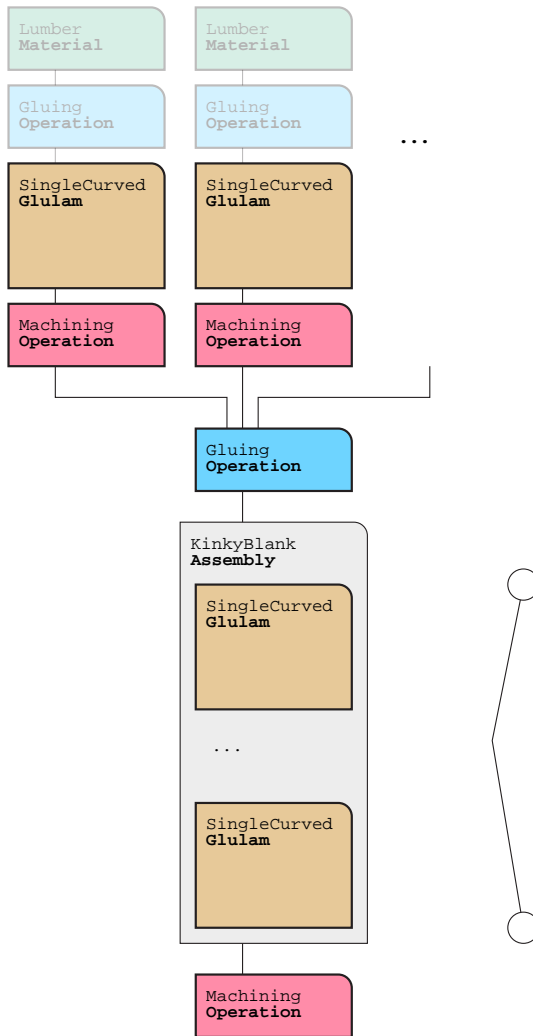 Lumber
Material
Lumber
Material
Gluing
Operation
Gluing
Operation
...
SingleCurved
Glulam
SingleCurved
Glulam
Machining
Operation
Machining
Operation
Gluing
Operation
KinkyBlank
Assembly
SingleCurved
Glulam
...
SingleCurved
Glulam
Machining
Operation